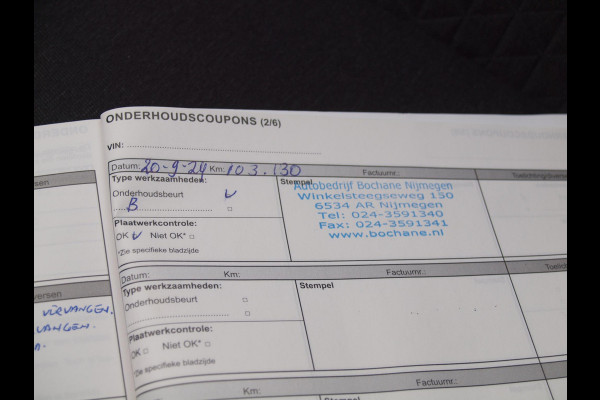 ONDERHOUDSCOUPONS (2/6)
VIN:
Datum: 20-9-24 Km: 103.130 Factuurnr.:
Type werkzaamheden: Stempel
Onderhoudsbeurt V
B
Plaatwerkcontrole:
OK V Niet OK*
*Zie specifieke bladzijde
Autobedrijf Bochane Nijmegen
Winkelsteegseweg 150
6534 AR Nijmegen
Tel: 024-3591340
Fax: 024-3591341
www.bochane.nl
Datum: Km: Factuurnr.:
Type werkzaamheden: Stempel
Onderhoudsbeurt
Plaatwerkcontrole:
OK Niet OK*
*Zie specifieke bladzijde
Km: Factuurnr.:
Stempel
VERVANGEN.